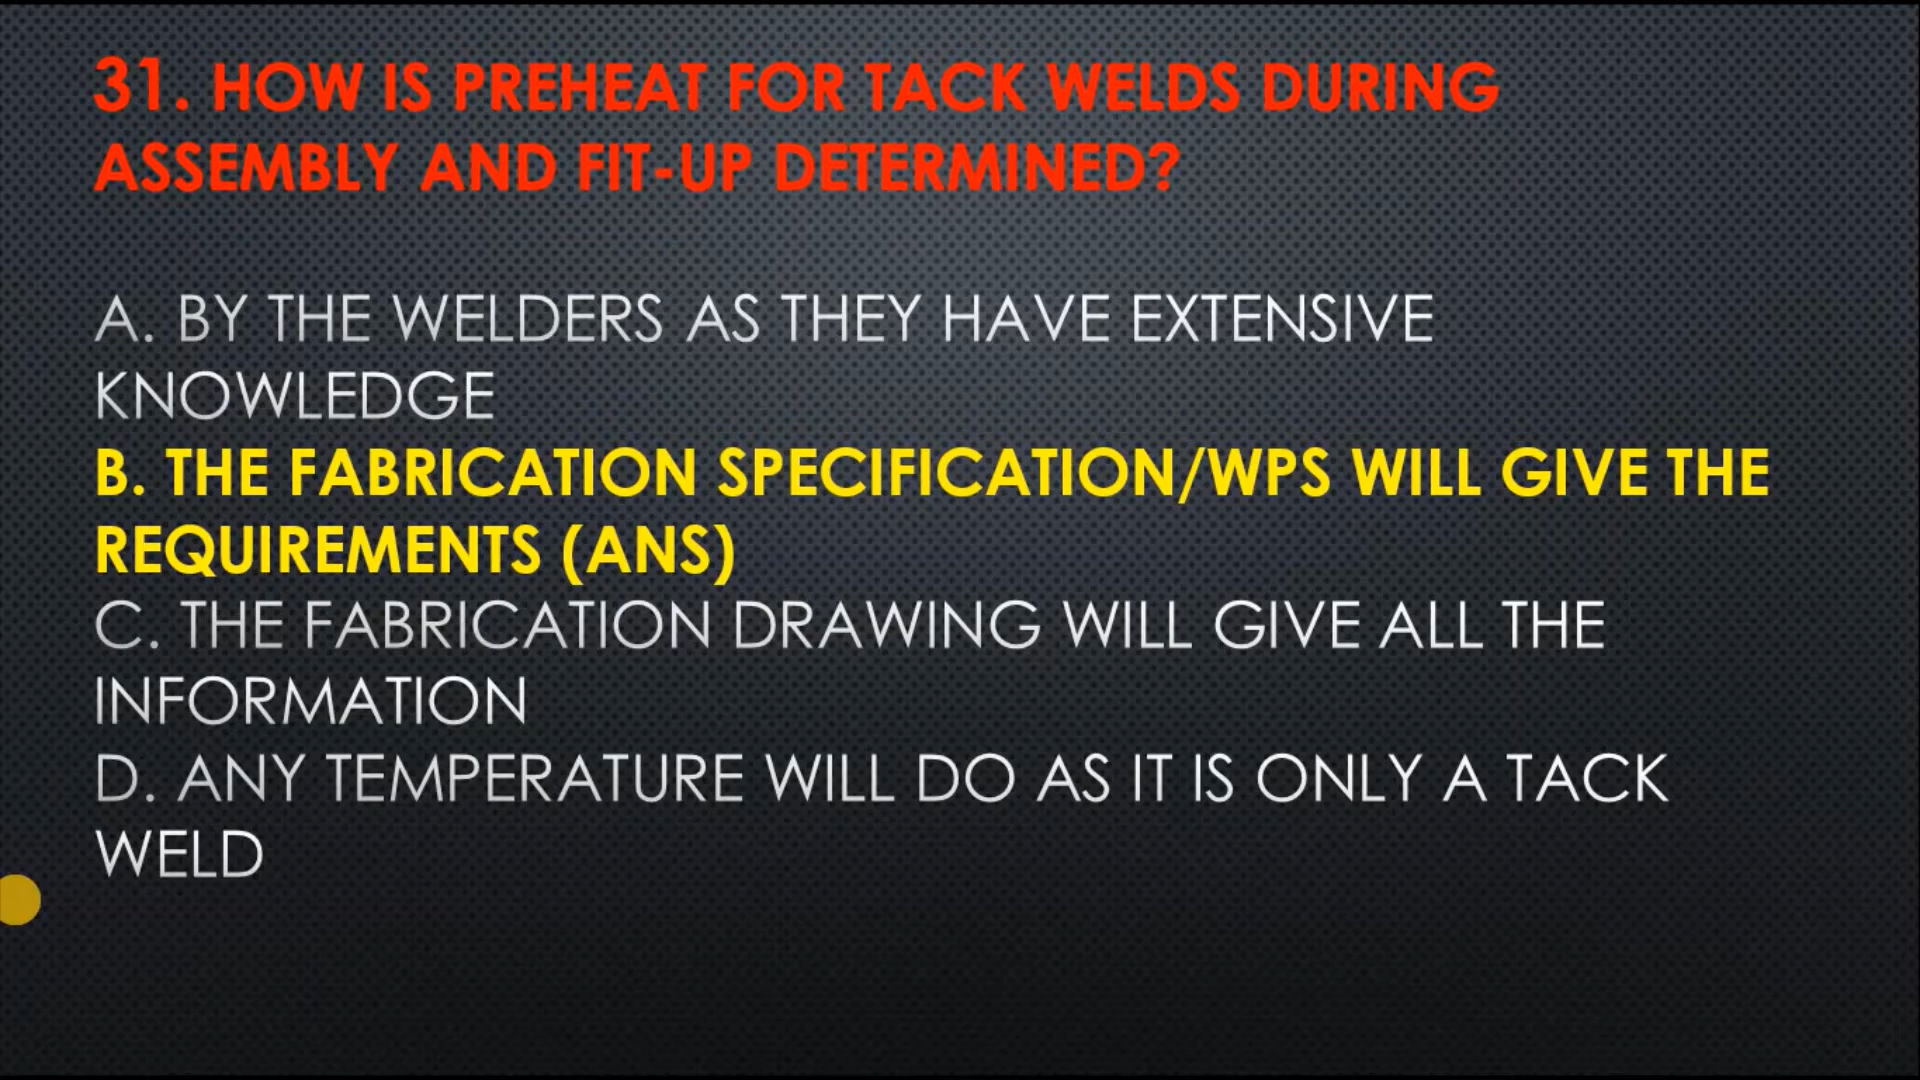 31. HOW IS PREHEAT FOR TACK WELDS DURING
ASSEMBLY AND FIT-UP DETERMINED?
A. BY THE WELDERS AS THEY HAVE EXTENSIVE
KNOWLEDGE
B. THE FABRICATION SPECIFICATION/WPS WILL GIVE THE
REQUIREMENTS (ANS)
C. THE FABRICATION DRAWING WILL GIVE ALL THE
INFORMATION
D. ANY TEMPERATURE WILL DO AS IT IS ONLY A TACK
WELD